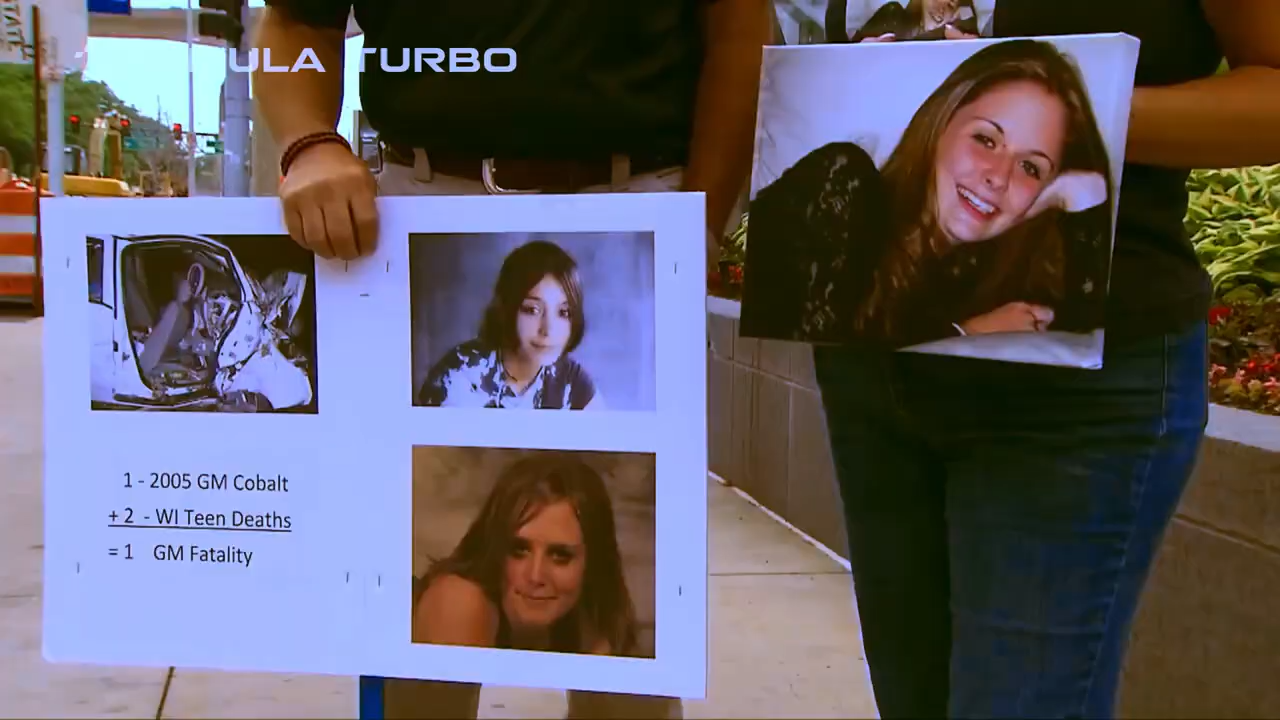 ULA TURBO
1 - 2005 GM Cobalt
+ 2 - WI Teen Deaths
= 1 GM Fatality